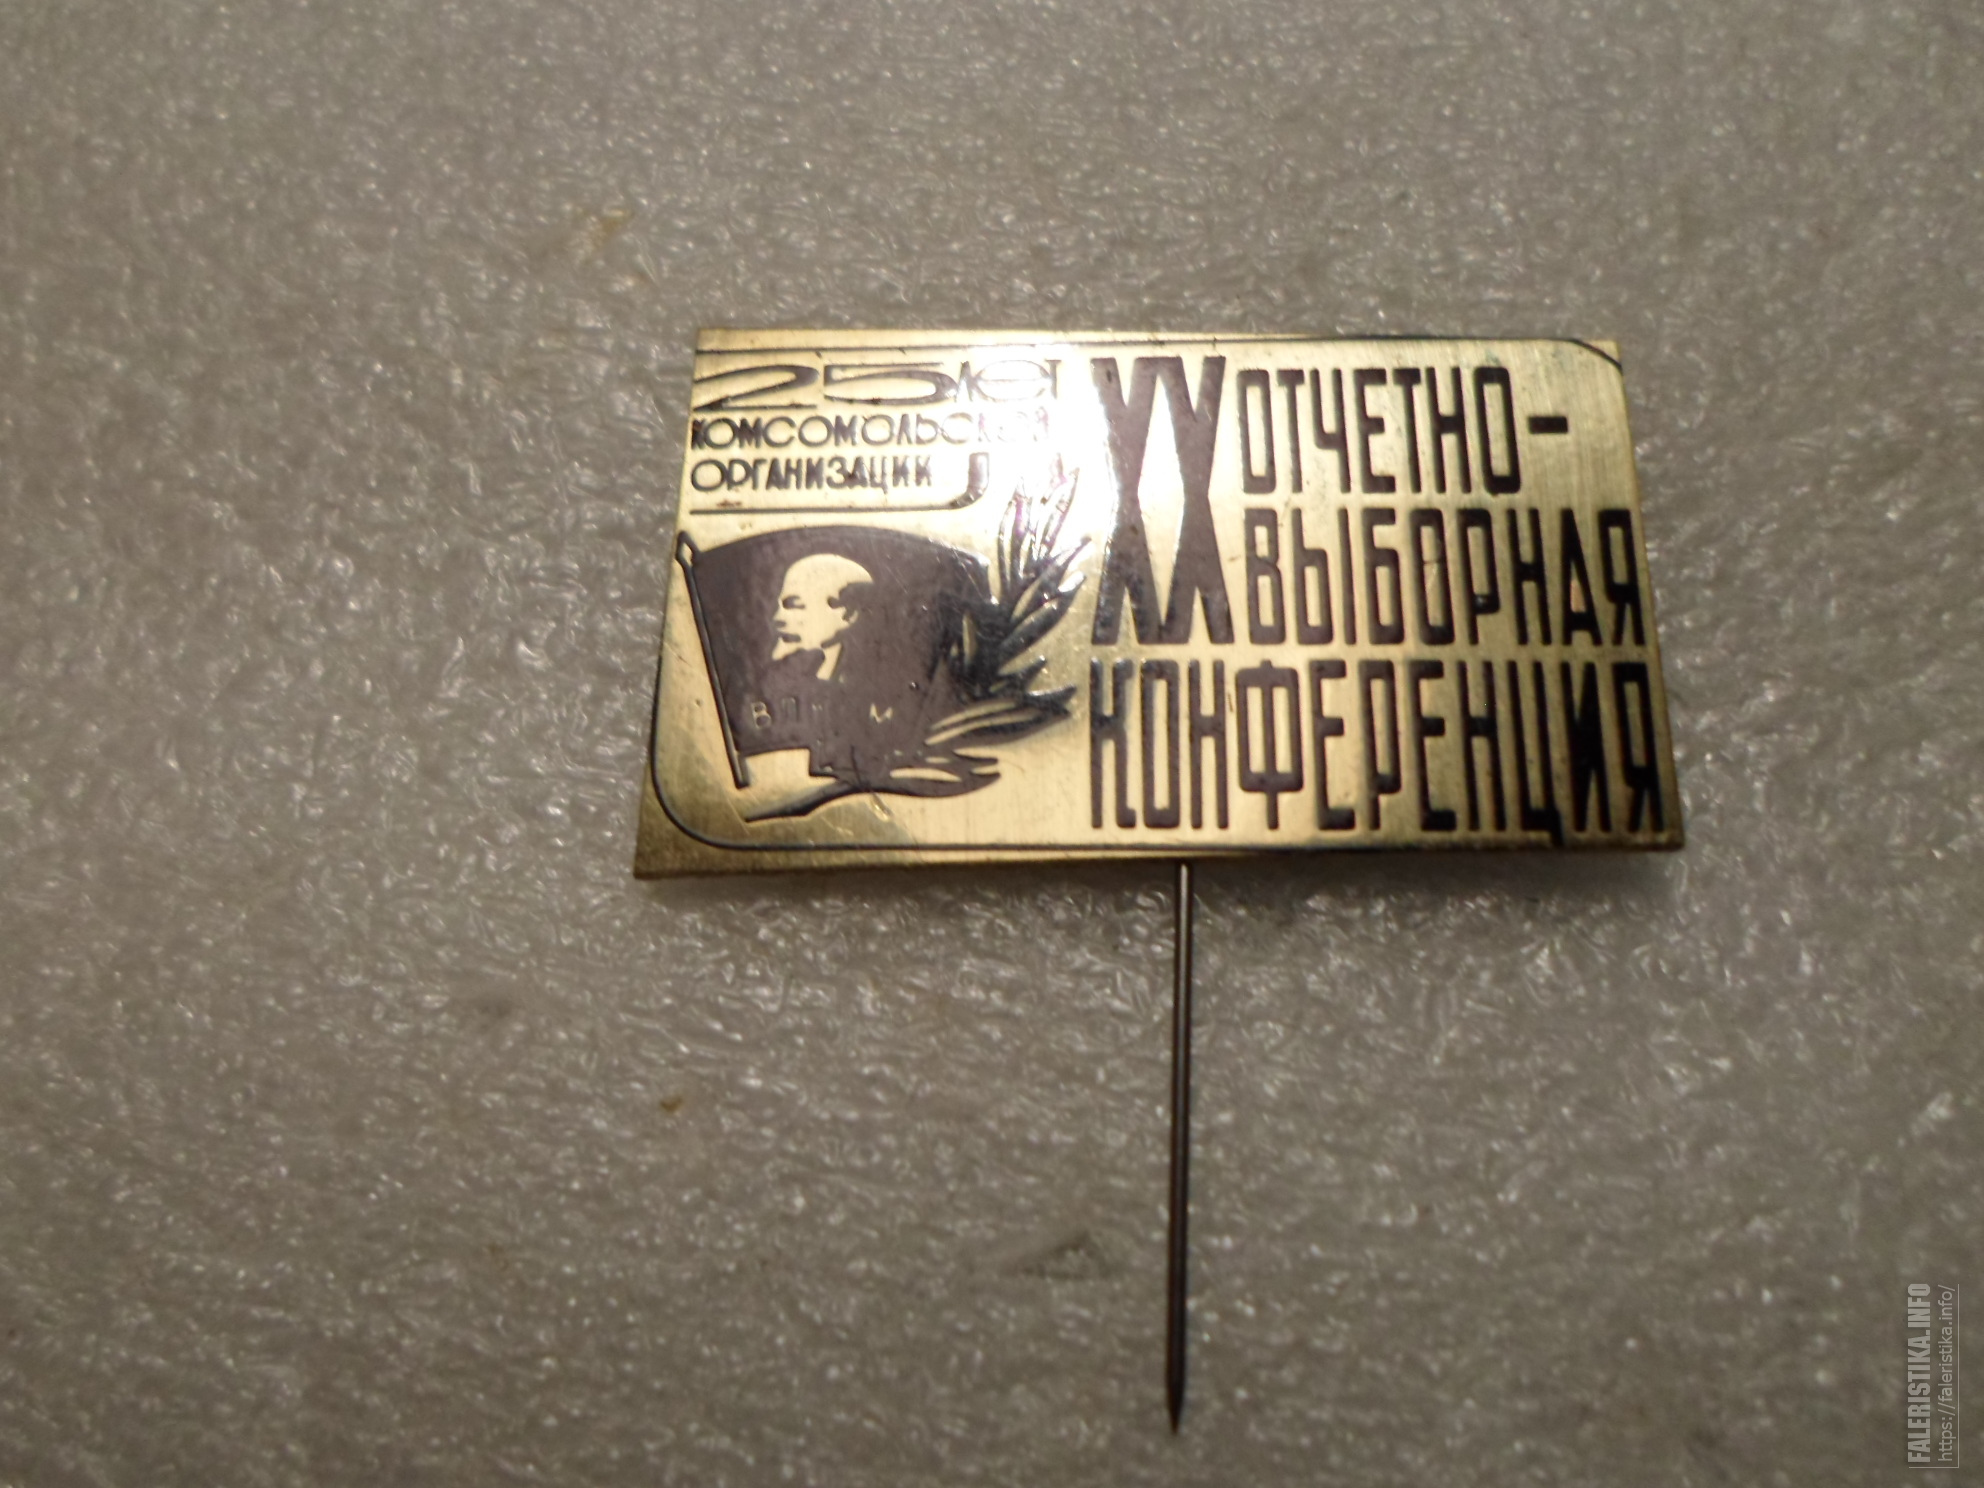 25 лет
КОМСОМОЛЬСКОЙ
ОРГАНИЗАЦИИ
XX ОТЧЕТНО-
ВЫБОРНАЯ
КОНФЕРЕНЦИЯ
ВЛКСМ
FALERISTIKA.INFO
https://faleristika.info/